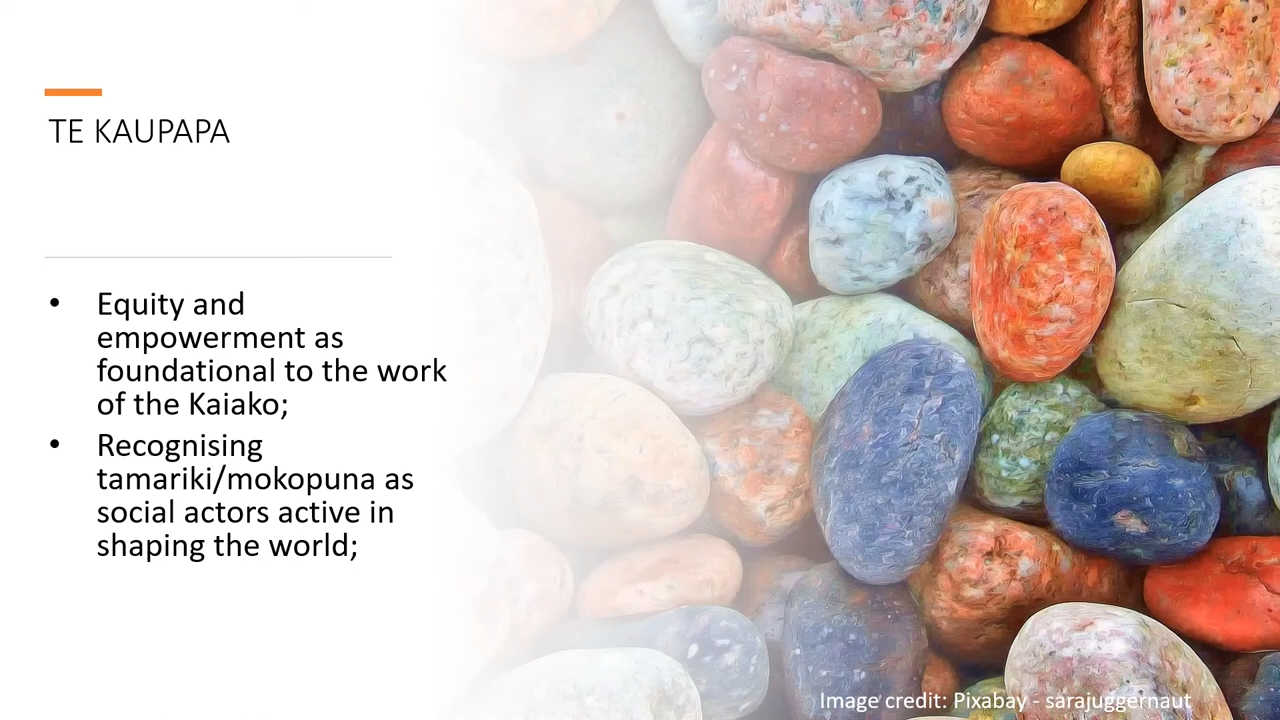 TE KAUPAPA
• Equity and
empowerment as
foundational to the work
of the Kaiako;
• Recognising
tamariki/mokopuna as
social actors active in
shaping the world;
Image credit: Pixabay - sarajuggernaut